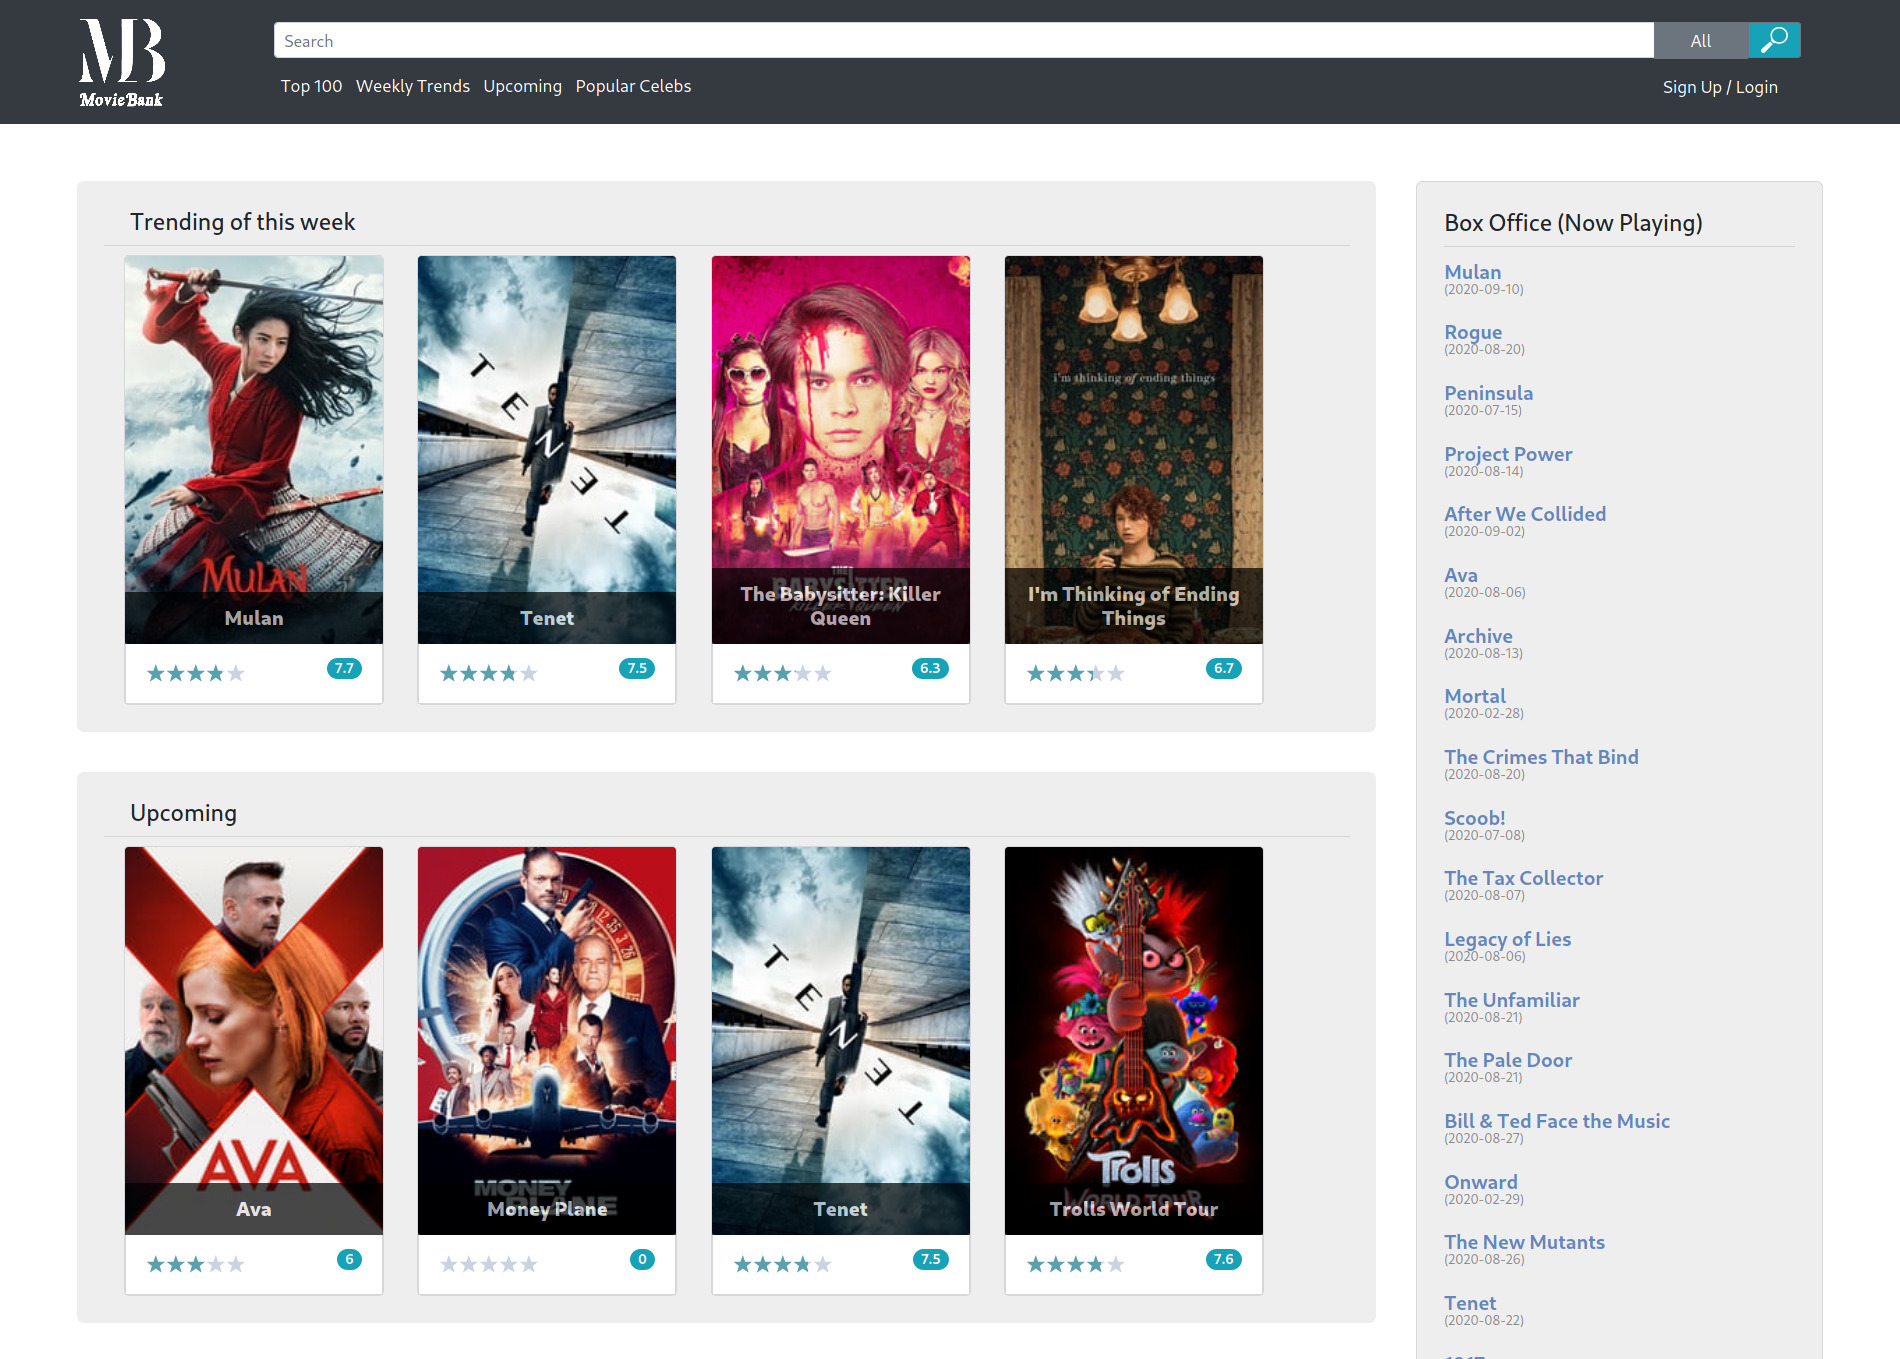 MB
MovieBank
Search
All
Top 100 Weekly Trends Upcoming Popular Celebs
Sign Up / Login
Trending of this week
MULAN
Mulan
7.7
TENET
Tenet
7.5
THE BABYSITTER KILLER QUEEN
The Babysitter: Killer
Queen
6.3
i'm thinking of ending things
I'm Thinking of Ending
Things
6.7
Upcoming
AVA
Ava
6
MONEY PLANE
Money Plane
0
TENET
Tenet
7.5
TROLLS
WORLD TOUR
Trolls World Tour
7.6
Box Office (Now Playing)
Mulan
(2020-09-10)
Rogue
(2020-08-20)
Peninsula
(2020-07-15)
Project Power
(2020-08-14)
After We Collided
(2020-09-02)
Ava
(2020-08-06)
Archive
(2020-08-13)
Mortal
(2020-02-28)
The Crimes That Bind
(2020-08-20)
Scoob!
(2020-07-08)
The Tax Collector
(2020-08-07)
Legacy of Lies
(2020-08-06)
The Unfamiliar
(2020-08-21)
The Pale Door
(2020-08-21)
Bill & Ted Face the Music
(2020-08-27)
Onward
(2020-02-29)
The New Mutants
(2020-08-26)
Tenet
(2020-08-22)